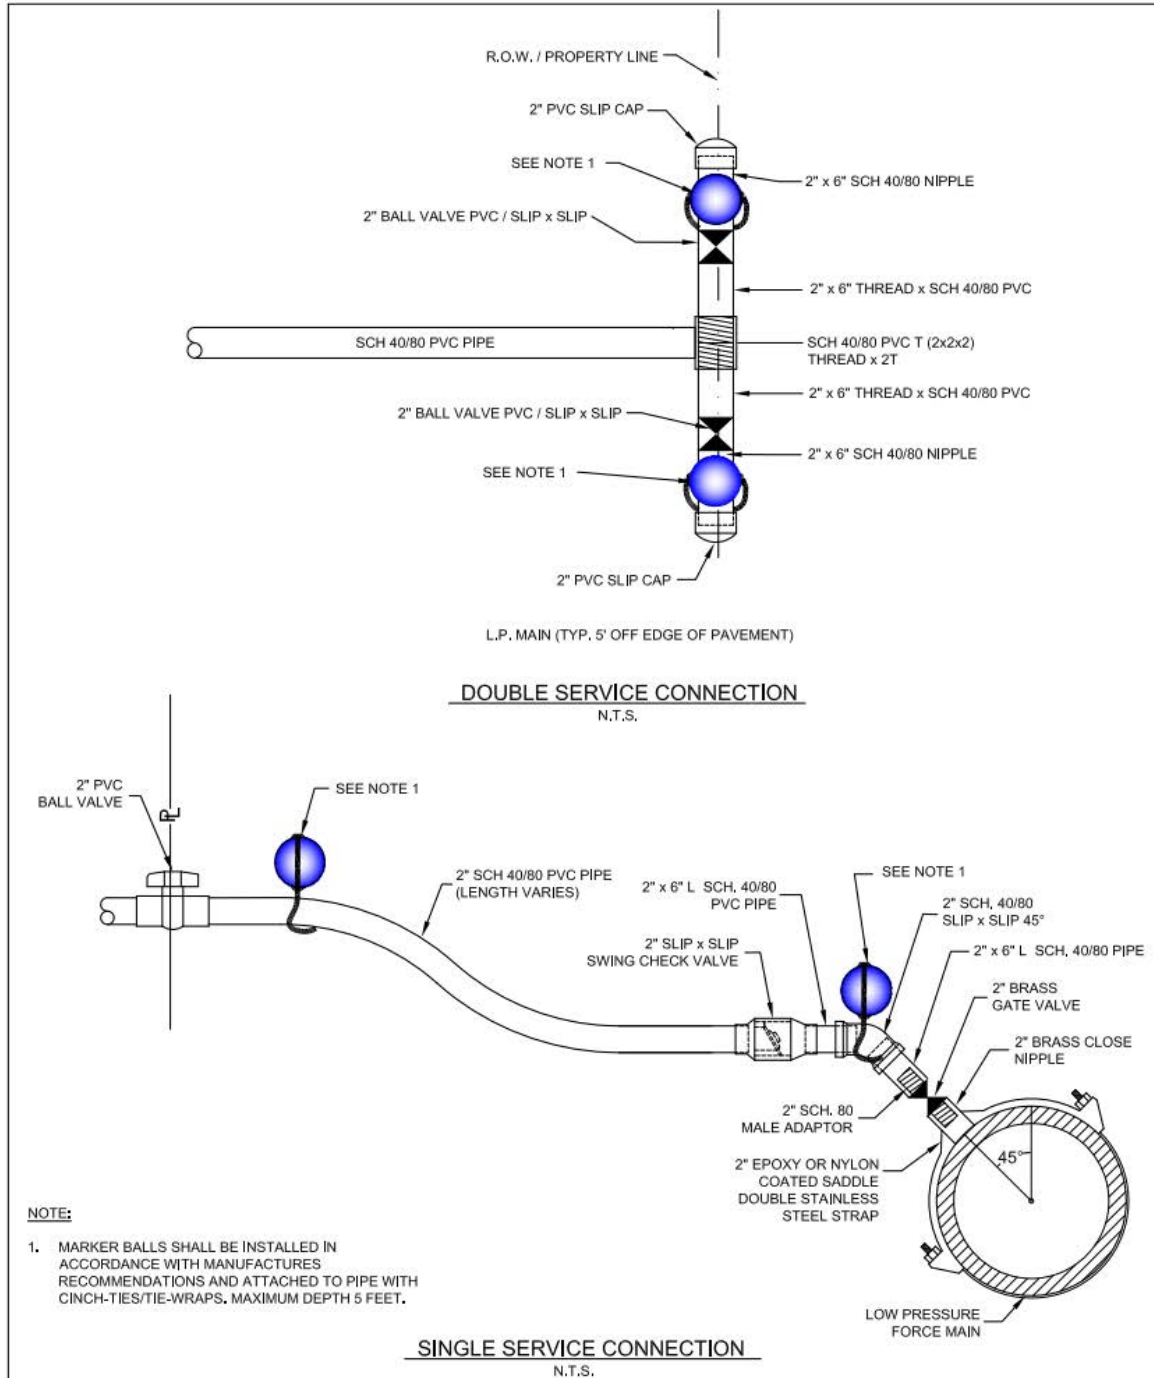 R.O.W. / PROPERTY LINE
2" PVC SLIP CAP
SEE NOTE 1
2" x 6" SCH 40/80 NIPPLE
2" BALL VALVE PVC / SLIP x SLIP
2" x 6" THREAD x SCH 40/80 PVC
SCH 40/80 PVC PIPE
SCH 40/80 PVC T (2x2x2)
THREAD x 2T
2" x 6" THREAD x SCH 40/80 PVC
2" BALL VALVE PVC / SLIP x SLIP
2" x 6" SCH 40/80 NIPPLE
SEE NOTE 1
2" PVC SLIP CAP
L.P. MAIN (TYP. 5' OFF EDGE OF PAVEMENT)
DOUBLE SERVICE CONNECTION
N.T.S.
2" PVC
BALL VALVE
PL
SEE NOTE 1
2" SCH 40/80 PVC PIPE
(LENGTH VARIES)
2" x 6" L SCH. 40/80
PVC PIPE
SEE NOTE 1
2" SCH. 40/80
SLIP x SLIP 45°
2" SLIP x SLIP
SWING CHECK VALVE
2" x 6" L SCH. 40/80 PIPE
2" BRASS
GATE VALVE
2" BRASS CLOSE
NIPPLE
2" SCH. 80
MALE ADAPTOR
45°
2" EPOXY OR NYLON
COATED SADDLE
DOUBLE STAINLESS
STEEL STRAP
LOW PRESSURE
FORCE MAIN
NOTE:
1. MARKER BALLS SHALL BE INSTALLED IN
ACCORDANCE WITH MANUFACTURES
RECOMMENDATIONS AND ATTACHED TO PIPE WITH
CINCH-TIES/TIE-WRAPS. MAXIMUM DEPTH 5 FEET.
SINGLE SERVICE CONNECTION
N.T.S.